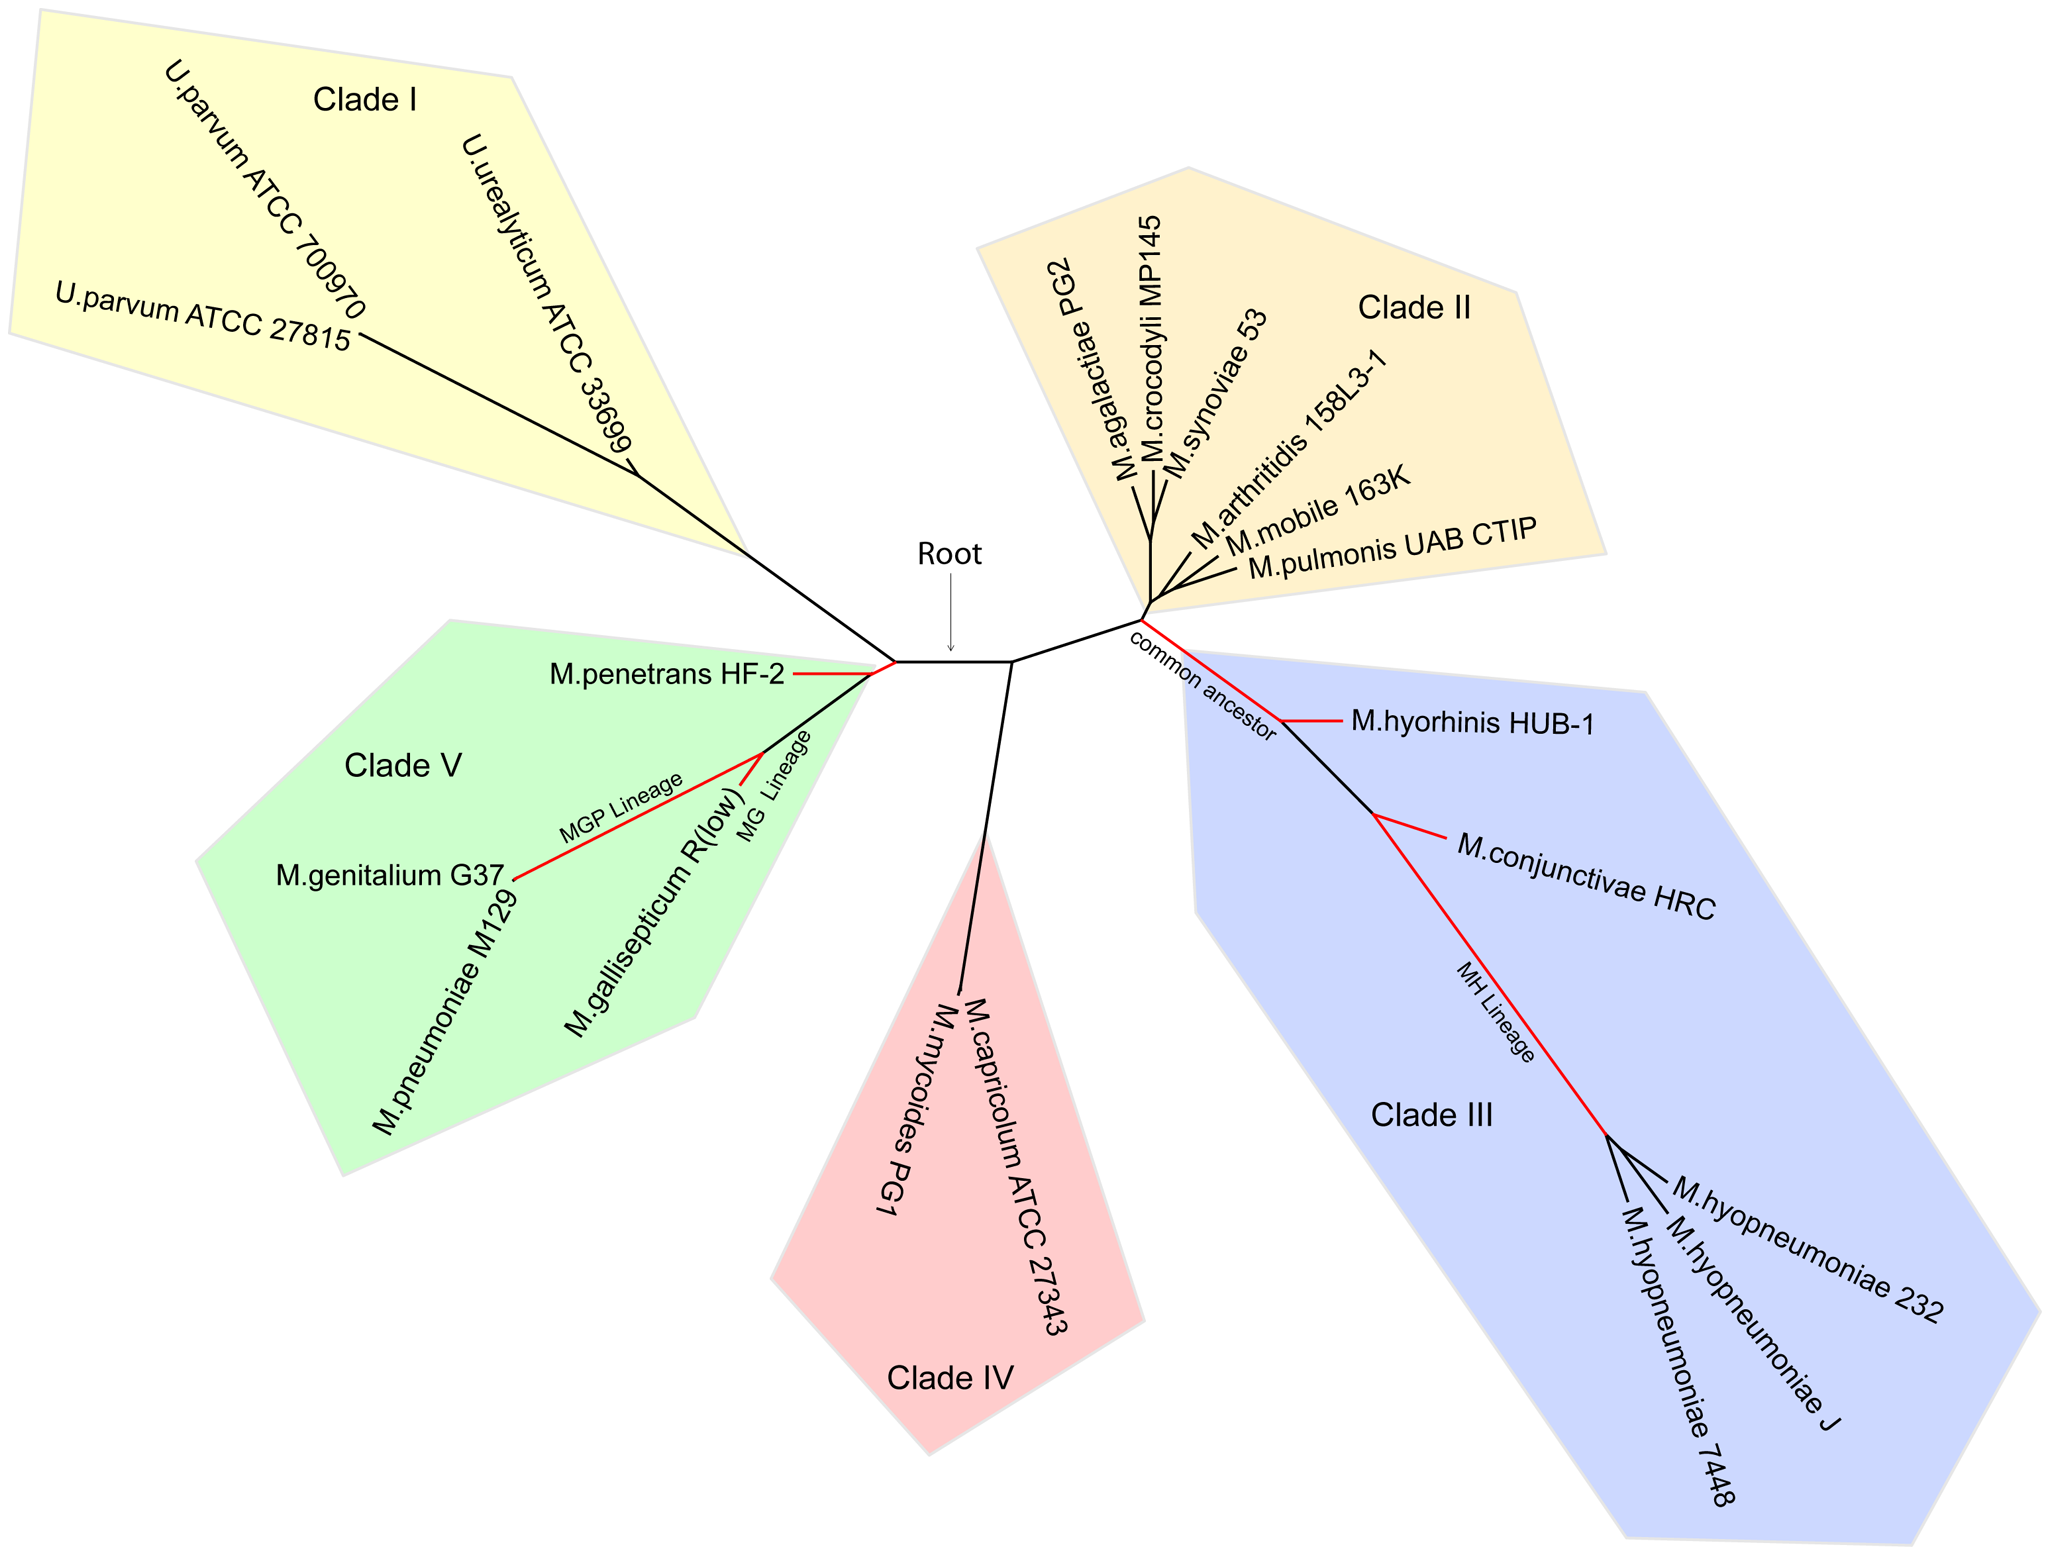 Clade I
U.parvum ATCC 700970
U.urealyticum ATCC 33699
U.parvum ATCC 27815
Clade II
M.agalactiae PG2
M.crocodyli MP145
M.synoviae 53
M.arthritidis 158L3-1
M.mobile 163K
M.pulmonis UAB CTIP
Root
common ancestor
M.penetrans HF-2
Clade V
MGP Lineage
MG Lineage
M.genitalium G37
M.pneumoniae M129
M.gallisepticum R(low)
M.hyorhinis HUB-1
M.conjunctivae HRC
MH Lineage
Clade III
M.hyopneumoniae 232
M.hyopneumoniae J
M.hyopneumoniae 7448
M.mycoides PG1
M.capricolum ATCC 27343
Clade IV